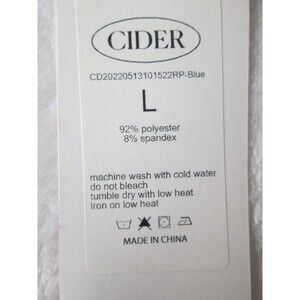 CIDER
CD20220513101522RP-Blue
L
92% polyester
8% spandex
machine wash with cold water
do not bleach
tumble dry with low heat
iron on low heat
MADE IN CHINA